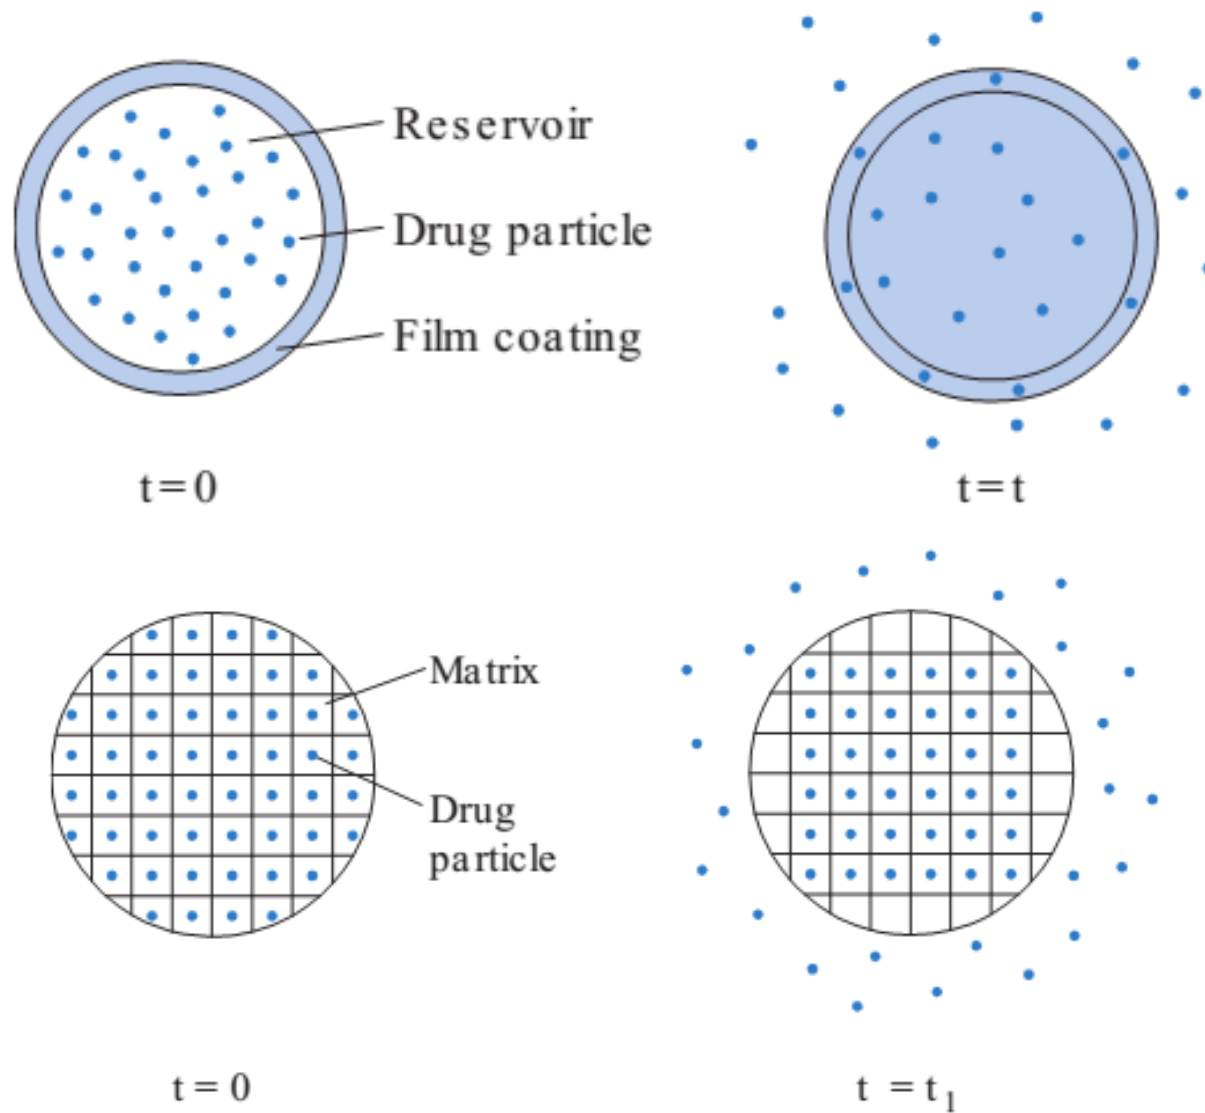 Reservoir
Drug particle
Film coating
t = 0
t = t
Matrix
Drug
particle
t = 0
t = t₁